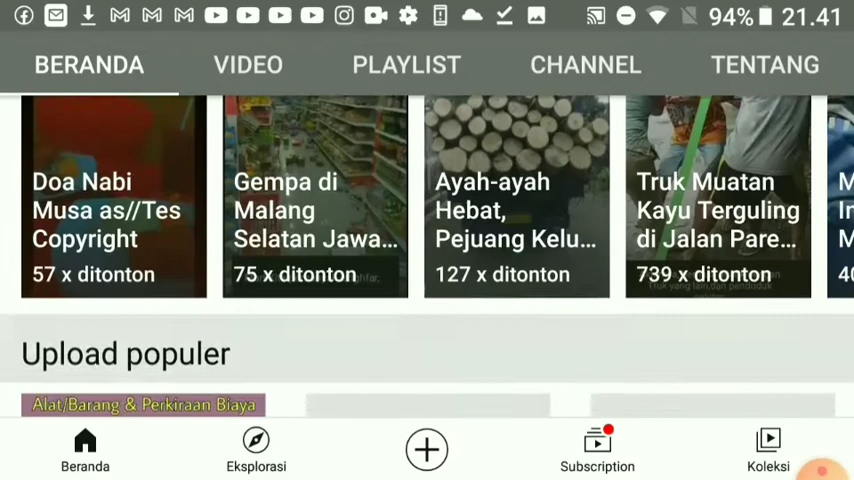 94% 21.41
BERANDA VIDEO PLAYLIST CHANNEL TENTANG
Doa Nabi
Musa as//Tes
Copyright
57 x ditonton
Gempa di
Malang
Selatan Jawa...
75 x ditonton
Ayah-ayah
Hebat,
Pejuang Kelu...
127 x ditonton
Truk Muatan
Kayu Terguling
di Jalan Pare...
739 x ditonton
M
In
M
40
Upload populer
Alat/Barang & Perkiraan Biaya
Beranda Eksplorasi Subscription Koleksi